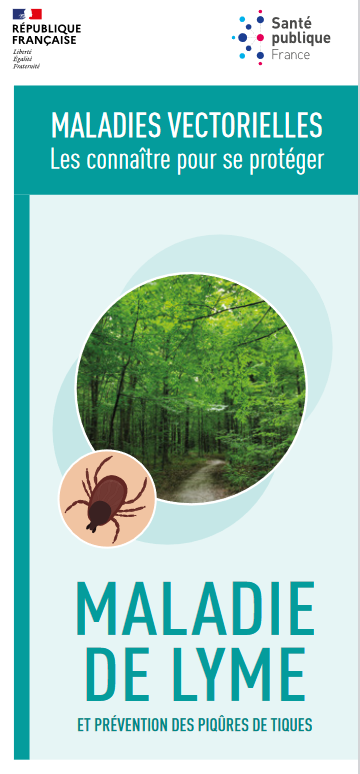 RÉPUBLIQUE
FRANÇAISE
Liberté
Égalité
Fraternité
Santé
publique
France
MALADIES VECTORIELLES
Les connaître pour se protéger
MALADIE
DE LYME
ET PRÉVENTION DES PIQÛRES DE TIQUES